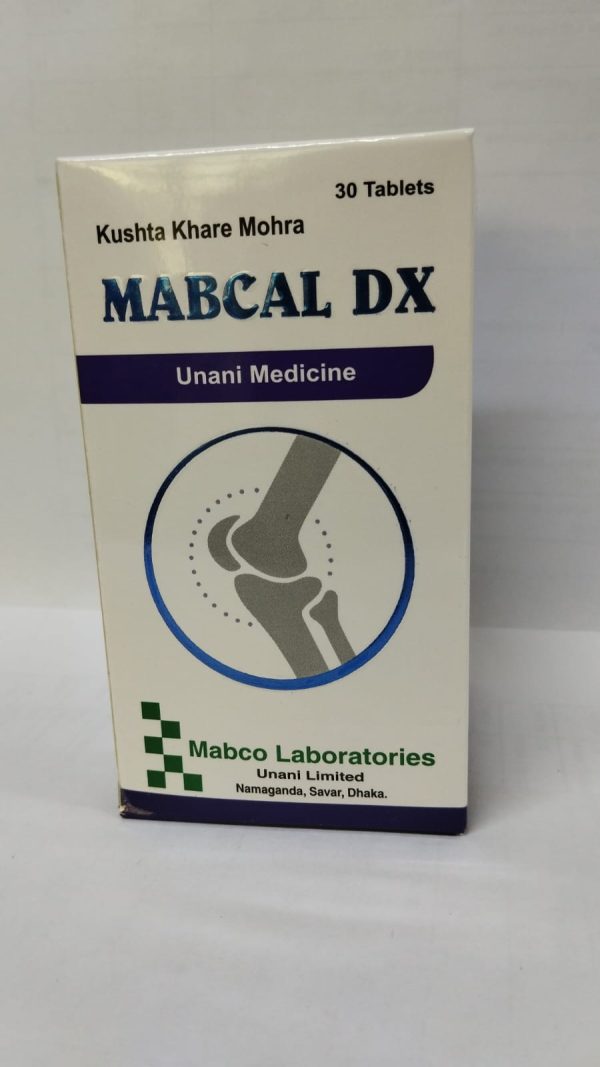 30 Tablets
Kushta Khare Mohra
MABCAL DX
Unani Medicine
Mabco Laboratories
Unani Limited
Namaganda, Savar, Dhaka.